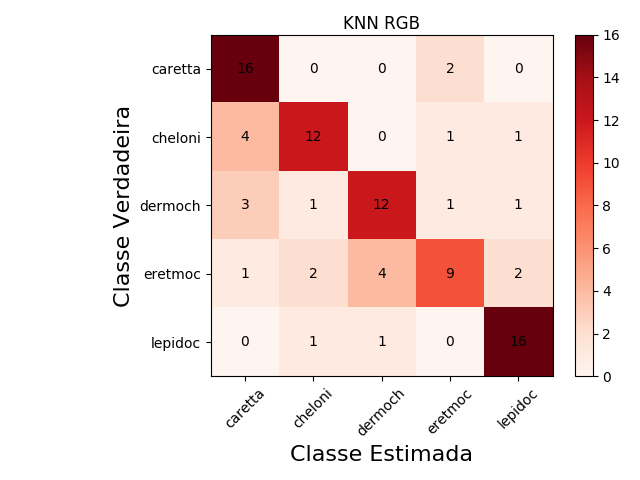 KNN RGB
caretta 16 0 0 2 0
cheloni 4 12 0 1 1
dermoch 3 1 12 1 1
eretmoc 1 2 4 9 2
lepidoc 0 1 1 0 16
caretta cheloni dermoch eretmoc lepidoc
Classe Estimada
Classe Verdadeira
16
14
12
10
8
6
4
2
0